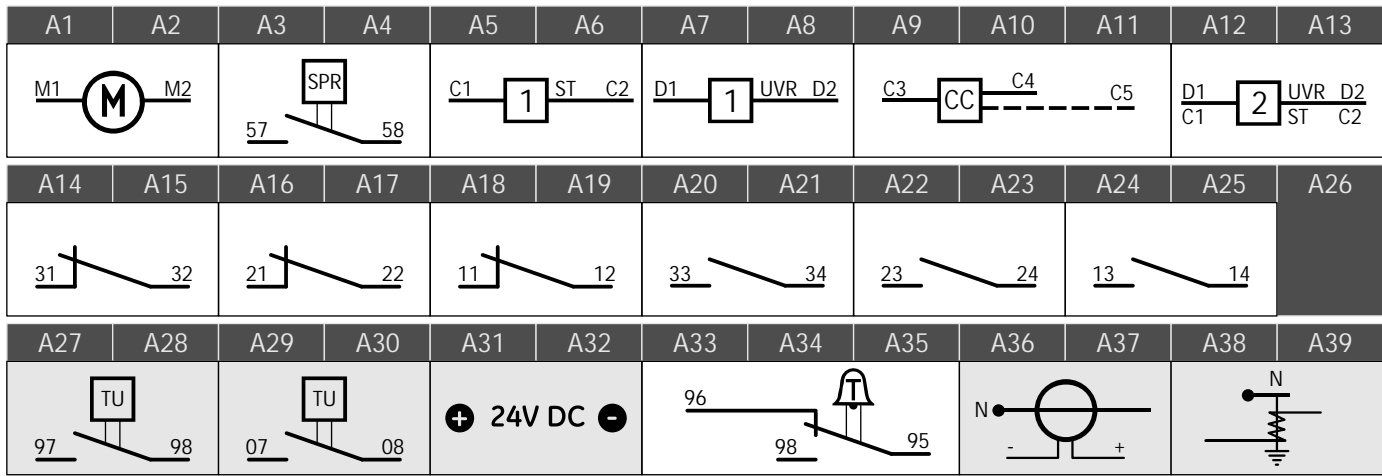 A1 A2 A3 A4 A5 A6 A7 A8 A9 A10 A11 A12 A13
M1 M M2
SPR
57 58
C1 1 ST C2
D1 1 UVR D2
C3 CC C4 C5
D1 2 UVR D2
C1 ST C2
A14 A15 A16 A17 A18 A19 A20 A21 A22 A23 A24 A25 A26
31 32 21 22 11 12 33 34 23 24 13 14
A27 A28 A29 A30 A31 A32 A33 A34 A35 A36 A37 A38 A39
TU
97 98
TU
07 08
+ 24V DC -
96 T
98 95
N
- +
N